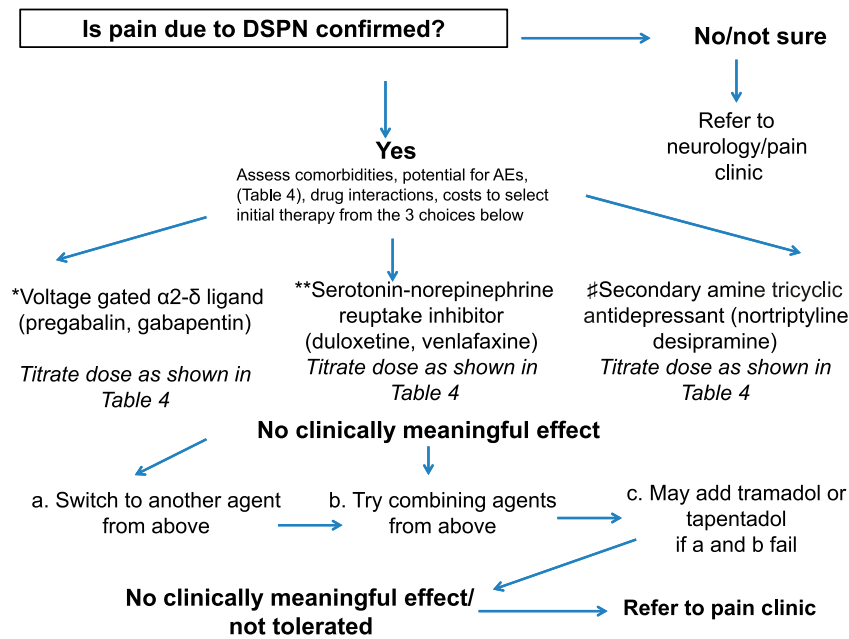 Is pain due to DSPN confirmed?
No/not sure
Refer to
neurology/pain
clinic
Yes
Assess comorbidities, potential for AEs,
(Table 4), drug interactions, costs to select
initial therapy from the 3 choices below
*Voltage gated α2-δ ligand
(pregabalin, gabapentin)
Titrate dose as shown in
Table 4
**Serotonin-norepinephrine
reuptake inhibitor
(duloxetine, venlafaxine)
Titrate dose as shown in
Table 4
♯Secondary amine tricyclic
antidepressant (nortriptyline
desipramine)
Titrate dose as shown in
Table 4
No clinically meaningful effect
a. Switch to another agent
from above
b. Try combining agents
from above
c. May add tramadol or
tapentadol
if a and b fail
No clinically meaningful effect/
not tolerated
Refer to pain clinic